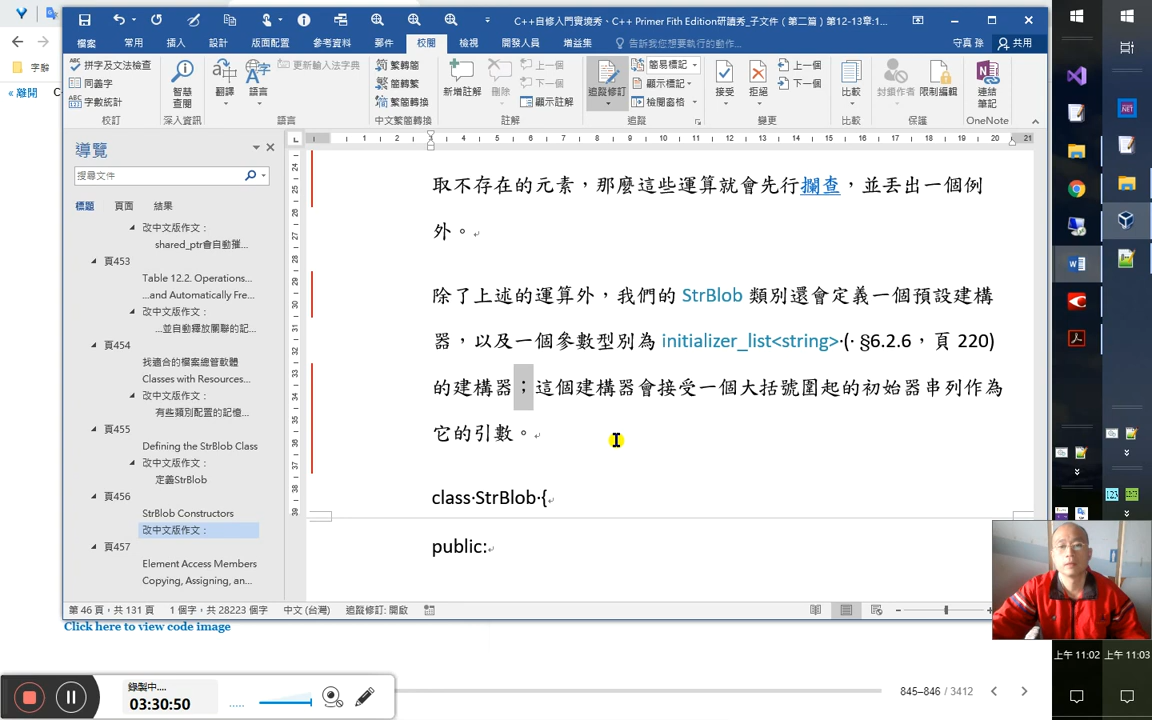 C++自修入門實境秀、C++ Primer Fith Edition研讀秀_子文件（第二篇）第12-13章:1...
檔案 常用 插入 設計 版面配置 參考資料 郵件 校閱 檢視 開發人員 增益集 告訴我您想要執行的動作... 守真 孫 共用
字齡
« 離開
拼字及文法檢查
同義字
字數統計
校訂
智慧查閱
深入資訊
翻譯
語言
更新輸入法字典
語言
繁轉簡
簡轉繁
繁簡轉換
中文繁簡轉換
新增註解
刪除
上一個
下一個
顯示註解
註解
追蹤修訂
簡易標記
顯示標記
檢閱窗格
追蹤
接受
拒絕
上一個
下一個
變更
比較
比較
封鎖作者
限制編輯
保護
連結筆記
OneNote
導覽
搜尋文件
標題 頁面 結果
改中文版作文：
shared_ptr會自動摧...
頁453
Table 12.2. Operations...
...and Automatically Fre...
改中文版作文：
...並自動釋放關聯的記...
頁454
找適合的檔案總管軟體
Classes with Resources...
改中文版作文：
有些類別配置的記憶...
頁455
Defining the StrBlob Class
改中文版作文：
定義StrBlob
頁456
StrBlob Constructors
改中文版作文：
頁457
Element Access Members
Copying, Assigning, an...
取不存在的元素，那麼這些運算就會先行攔查，並丟出一個例
外。
除了上述的運算外，我們的 StrBlob 類別還會定義一個預設建構
器，以及一個參數型別為 initializer_list<string>·(·§6.2.6，頁 220)
的建構器；這個建構器會接受一個大括號圍起的初始器串列作為
它的引數。
class·StrBlob·{
public:
第 46 頁，共 131 頁 1 個字，共 28223 個字 中文 (台灣) 追蹤修訂: 開啟
Click here to view code image
錄製中....
03:30:50
845–846 / 3412
上午 11:02 上午 11:03